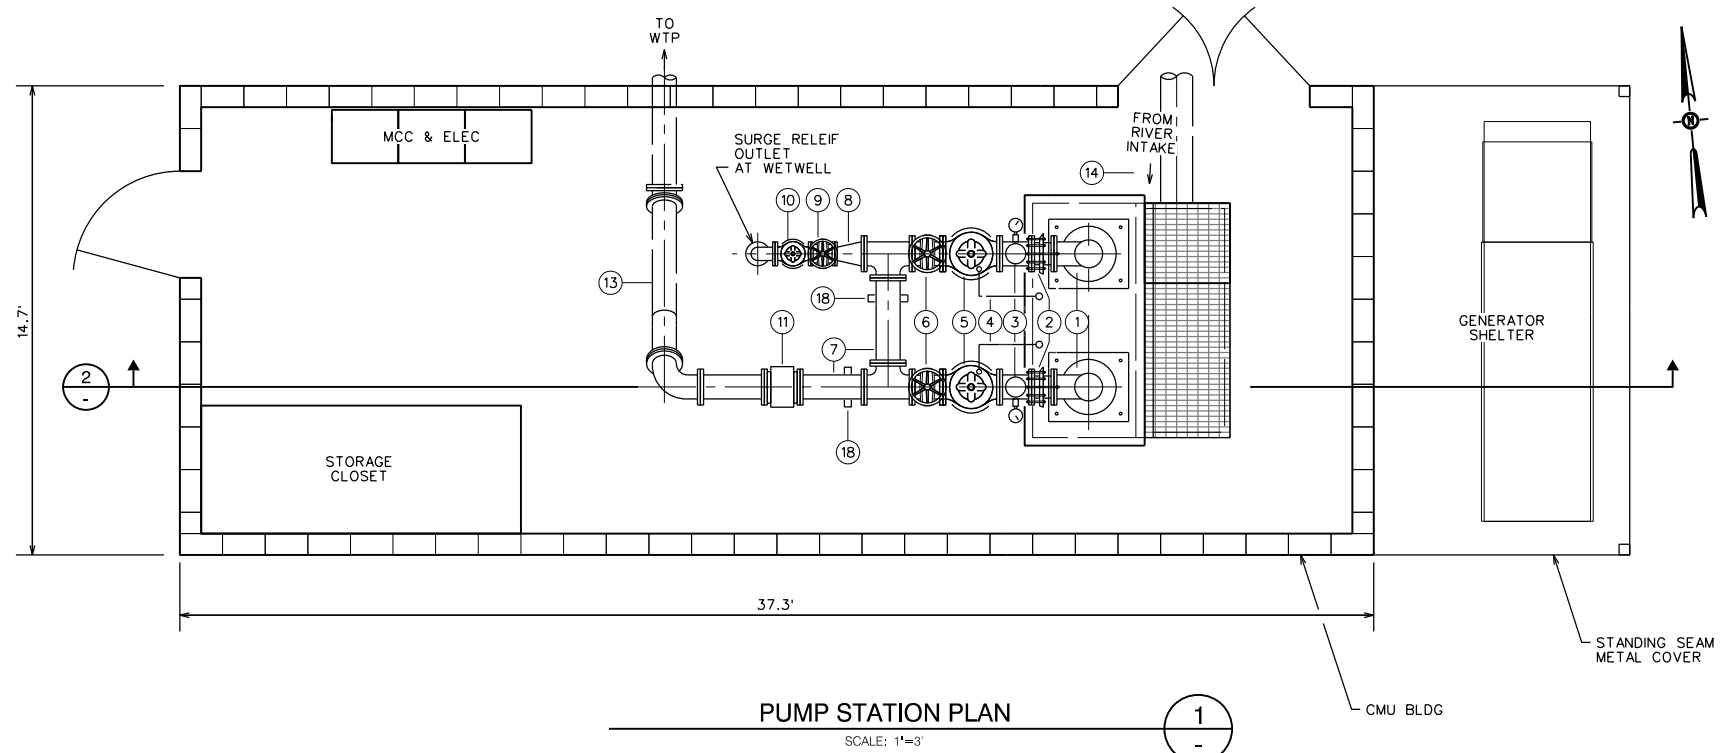 TO
WTP
MCC & ELEC
SURGE RELEIF
OUTLET
AT WETWELL
FROM
RIVER
INTAKE
14
N
10
9
8
13
18
11
6
5
4
3
2
1
7
14.7'
GENERATOR
SHELTER
2
-
18
STORAGE
CLOSET
37.3'
STANDING SEAM
METAL COVER
CMU BLDG
PUMP STATION PLAN
SCALE: 1"=3'
1
-